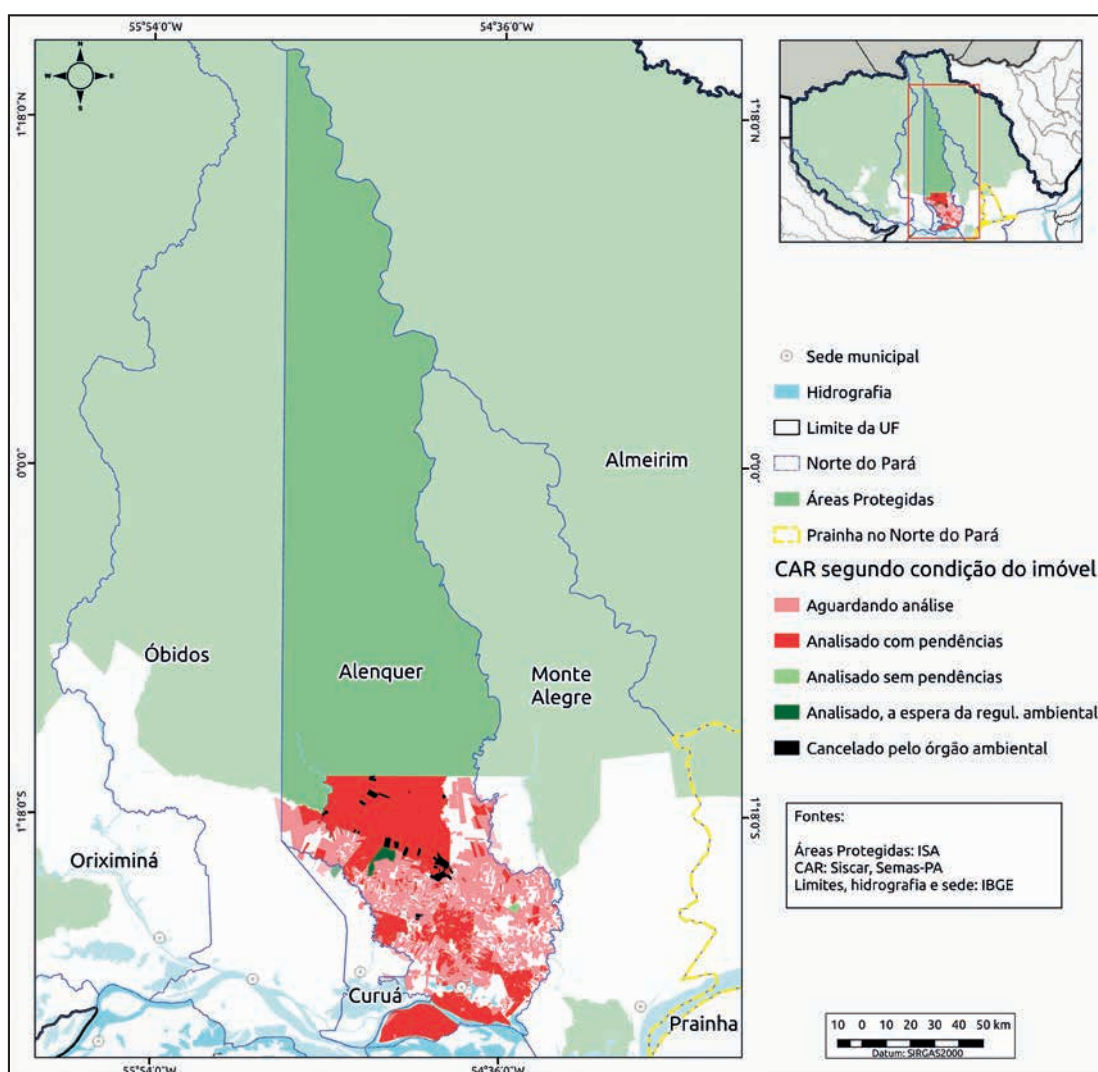 55°54'0"W
54°36'0"W
N
W
E
S
1°18'0"N
1°18'0"N
0°0'0"
0°0'0"
Almeirim
Óbidos
Alenquer
Monte
Alegre
1°18'0"S
1°18'0"S
Oriximiná
Curuá
Prainha
55°54'0"W
54°36'0"W
Sede municipal
Hidrografia
Limite da UF
Norte do Pará
Áreas Protegidas
Prainha no Norte do Pará
CAR segundo condição do imóvel
Aguardando análise
Analisado com pendências
Analisado sem pendências
Analisado, a espera da regul. ambiental
Cancelado pelo órgão ambiental
Fontes:
Áreas Protegidas: ISA
CAR: Siscar, Semas-PA
Limites, hidrografia e sede: IBGE
10 0 10 20 30 40 50 km
Datum: SIRGAS2000